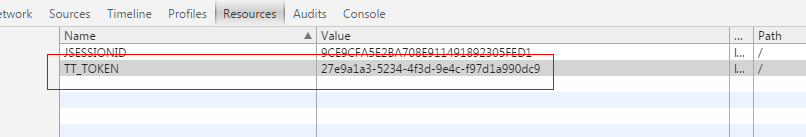 etwork Sources Timeline Profiles Resources Audits Console
Name Value ... Path
JSESSIONID 9CE9CFA5E2BA708E911491892305FED1 l... /
TT_TOKEN 27e9a1a3-5234-4f3d-9e4c-f97d1a990dc9 l... /